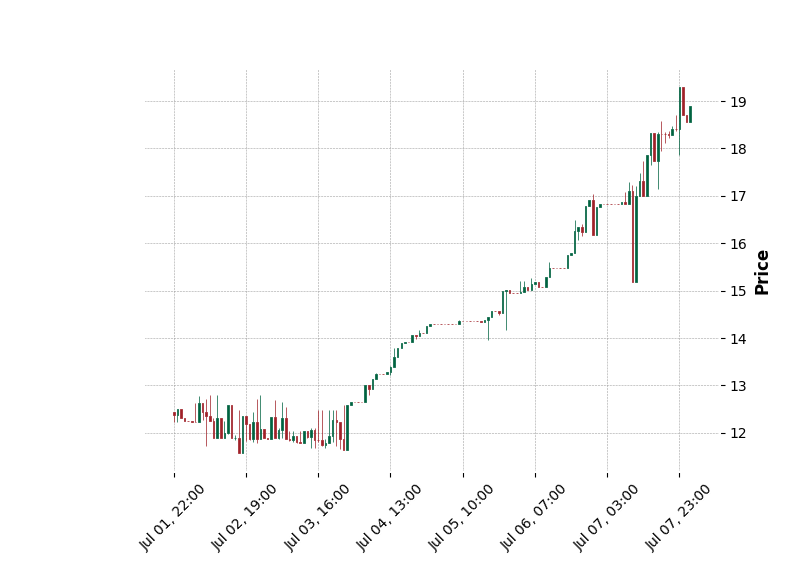 19
18
17
16
15
14
13
12
Price
Jul 01, 22:00
Jul 02, 19:00
Jul 03, 16:00
Jul 04, 13:00
Jul 05, 10:00
Jul 06, 07:00
Jul 07, 03:00
Jul 07, 23:00